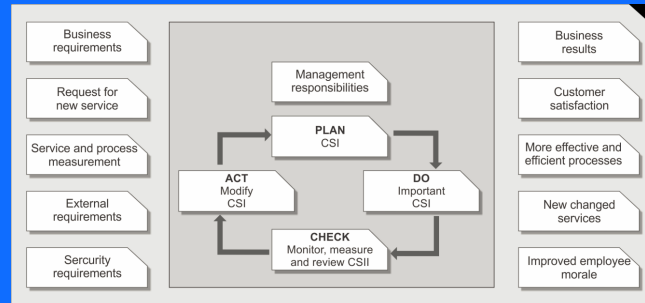 Business
requirements
Request for
new service
Service and process
measurement
External
requirements
Sercurity
requirements
Management
responsibilities
PLAN
CSI
ACT
Modify
CSI
DO
Important
CSI
CHECK
Monitor, measure
and review CSII
Business
results
Customer
satisfaction
More effective and
efficient processes
New changed
services
Improved employee
morale